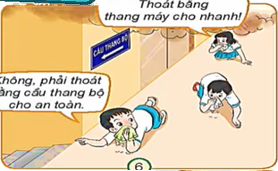 Thoát bằng
thang máy cho nhanh!
CẦU THANG BỘ
Không, phải thoát
bằng cầu thang bộ
cho an toàn.
6